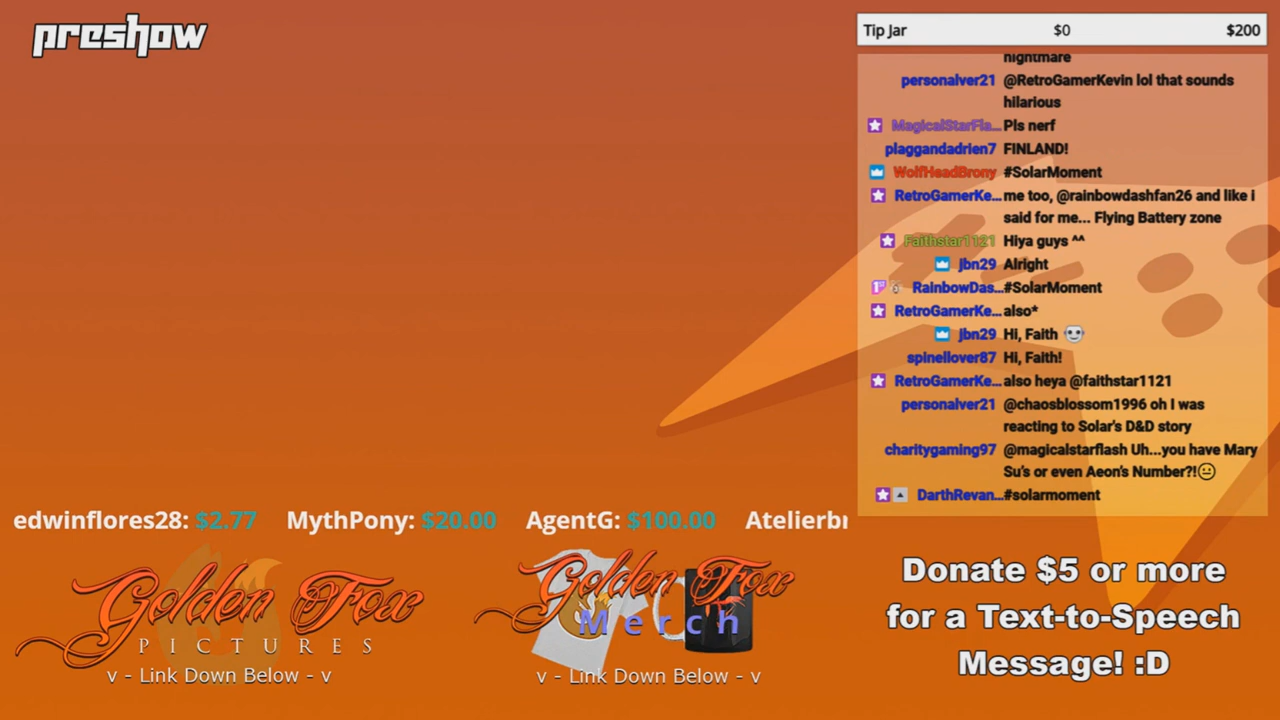 preshow
Tip Jar $0 $200
nightmare
personalver21 @RetroGamerKevin lol that sounds
hilarious
MagicalStarFla... Pls nerf
plaggandadrien7 FINLAND!
WolfHeadBrony #SolarMoment
RetroGamerKe... me too, @rainbowdashfan26 and like i
said for me... Flying Battery zone
Faithstar1121 Hiya guys ^^
jbn29 Alright
RainbowDas... #SolarMoment
RetroGamerKe... also*
jbn29 Hi, Faith
spinellover87 Hi, Faith!
RetroGamerKe... also heya @faithstar1121
personalver21 @chaosblossom1996 oh I was
reacting to Solar's D&D story
charitygaming97 @magicalstarflash Uh...you have Mary
Su's or even Aeon's Number?!😐
DarthRevan... #solarmoment
edwinflores28: $2.77 MythPony: $20.00 AgentG: $100.00 Atelierbr
Golden Fox
PICTURES
v - Link Down Below - v
Golden Fox
Merch
v - Link Down Below - v
Donate $5 or more
for a Text-to-Speech
Message! :D